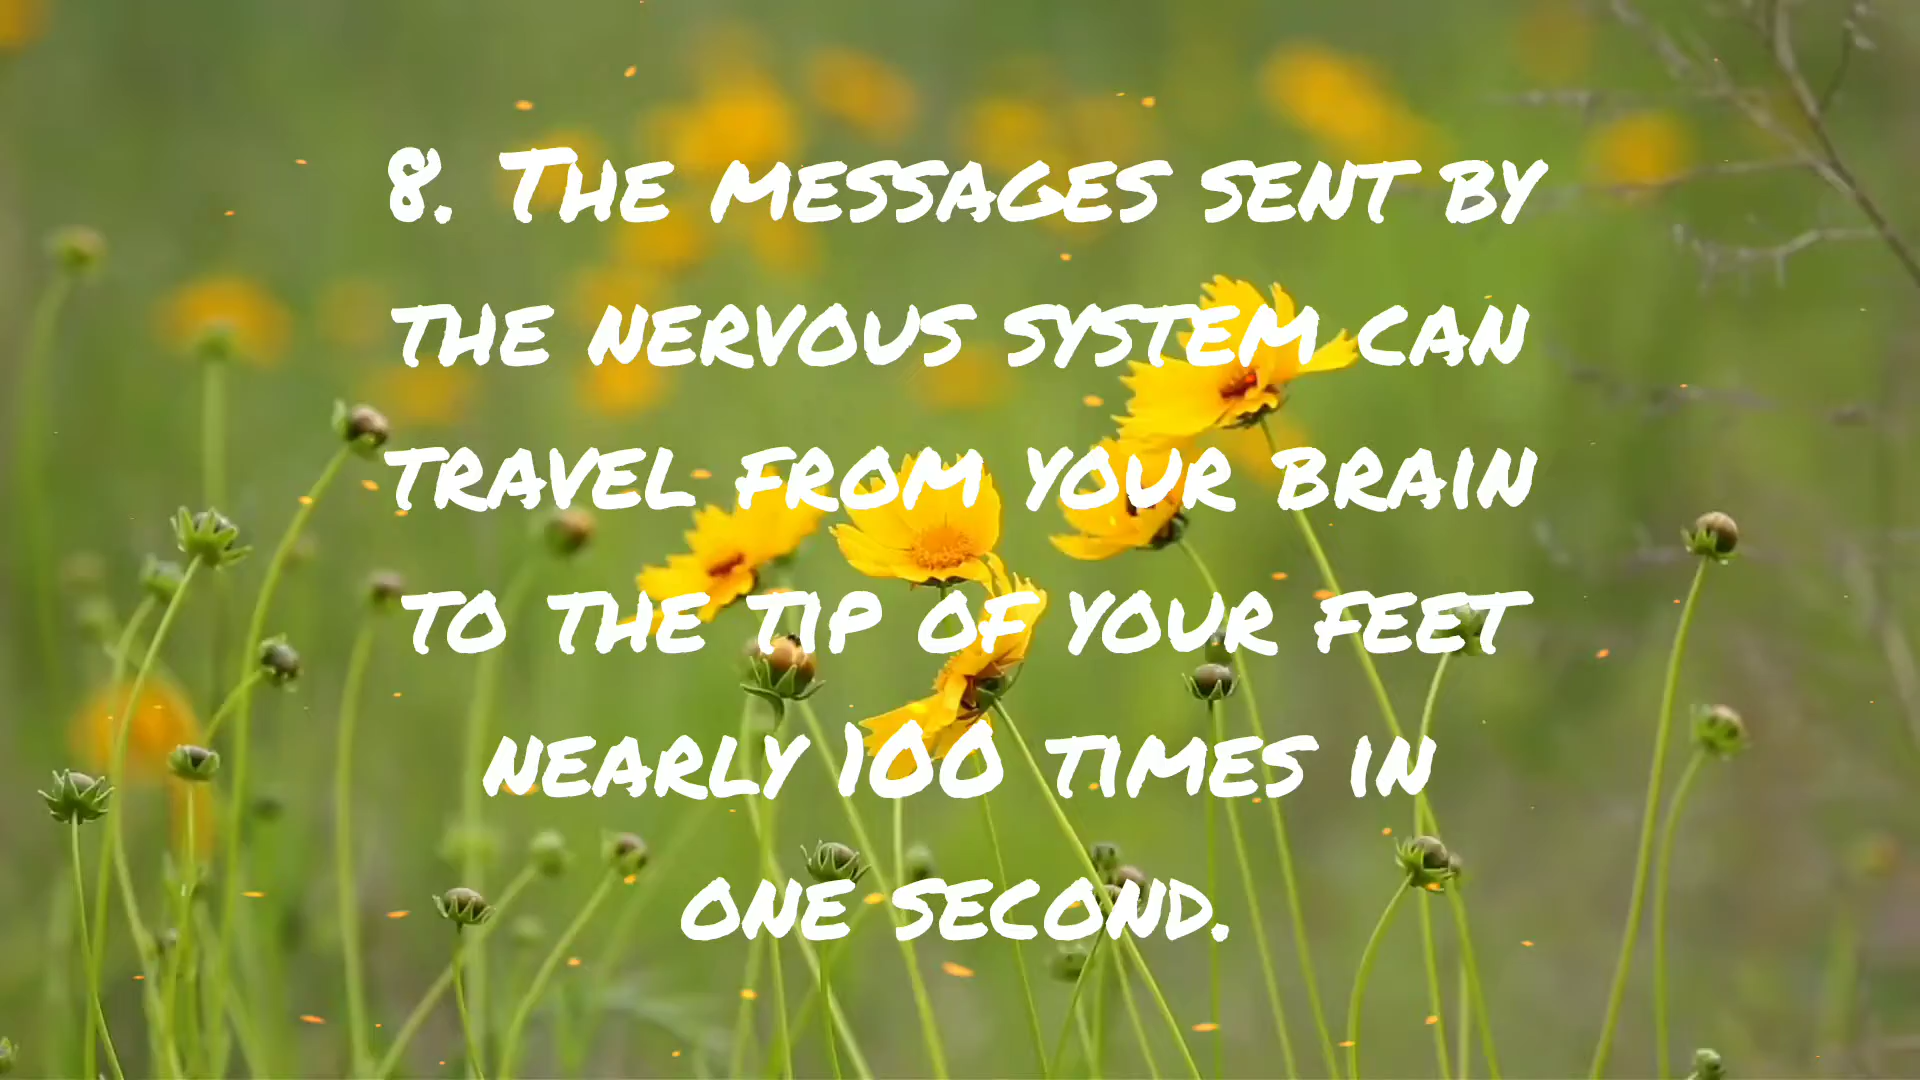 8. The messages sent by
the nervous system can
travel from your brain
to the tip of your feet
nearly 100 times in
one second.